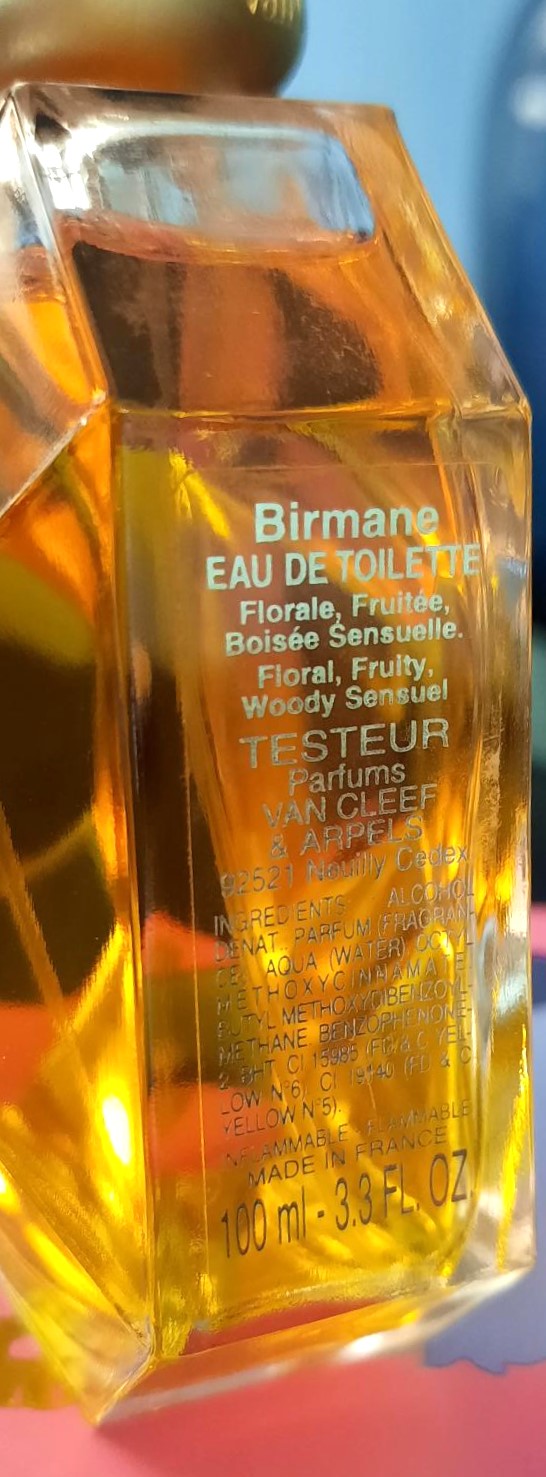 Birmane
EAU DE TOILETTE
Florale, Fruitée,
Boisée Sensuelle.
Floral, Fruity,
Woody Sensuel
TESTEUR
Parfums
VAN CLEEF
& ARPELS
92521 Neuilly Cedex
INGREDIENTS: ALCOHOL
DENAT., PARFUM (FRAGRAN-
CE), AQUA (WATER), OCTYL
METHOXYCINNAMATE,
BUTYL METHOXYDIBENZOYL-
METHANE, BENZOPHENONE-
2, BHT, CI 15985 (FD & C YEL-
LOW N°6), CI 19140 (FD & C
YELLOW N°5).
INFLAMMABLE - FLAMMABLE
MADE IN FRANCE
100 ml - 3.3 FL. OZ.